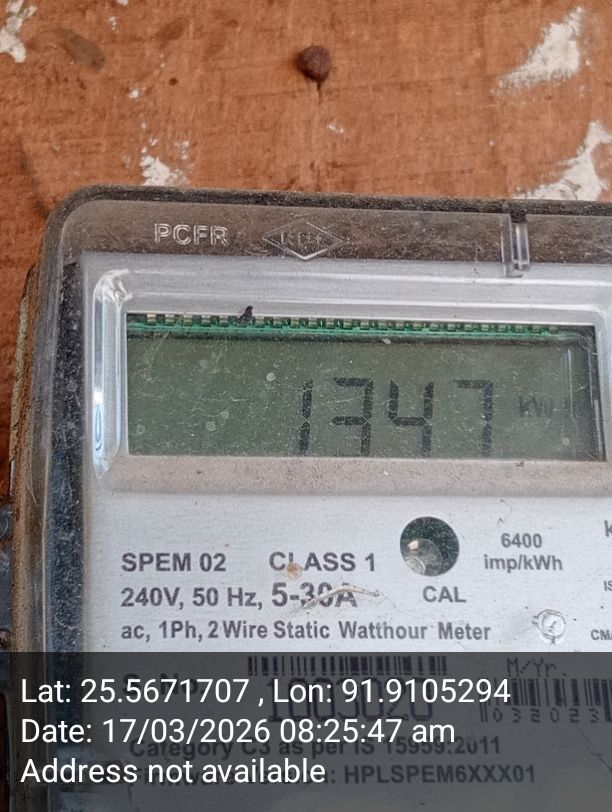 PCFR
1347 kW
6400
imp/kWh
SPEM 02 CLASS 1
240V, 50 Hz, 5-30A CAL
ac, 1Ph, 2 Wire Static Watthour Meter
M/Yr.
Lat: 25.5671707 , Lon: 91.9105294
Date: 17/03/2026 08:25:47 am
Category C3 as per IS 15959:2011
Address not available
: HPLSPEM6XXX01